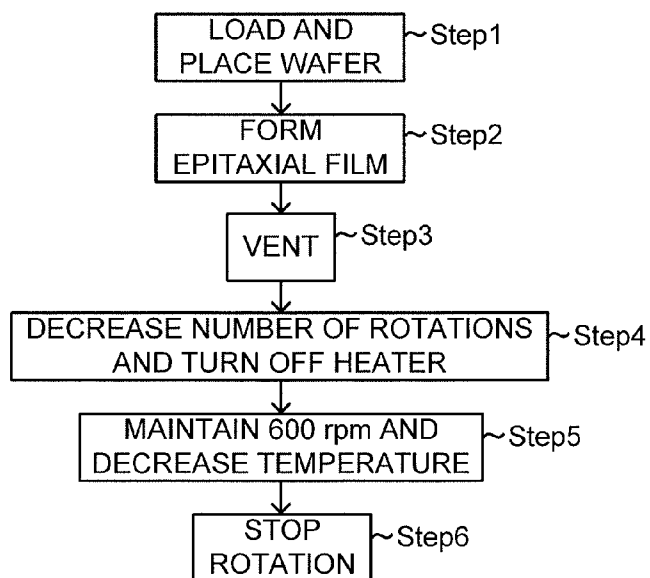 LOAD AND
PLACE WAFER
Step1
FORM
EPITAXIAL FILM
Step2
VENT
Step3
DECREASE NUMBER OF ROTATIONS
AND TURN OFF HEATER
Step4
MAINTAIN 600 rpm AND
DECREASE TEMPERATURE
Step5
STOP
ROTATION
Step6